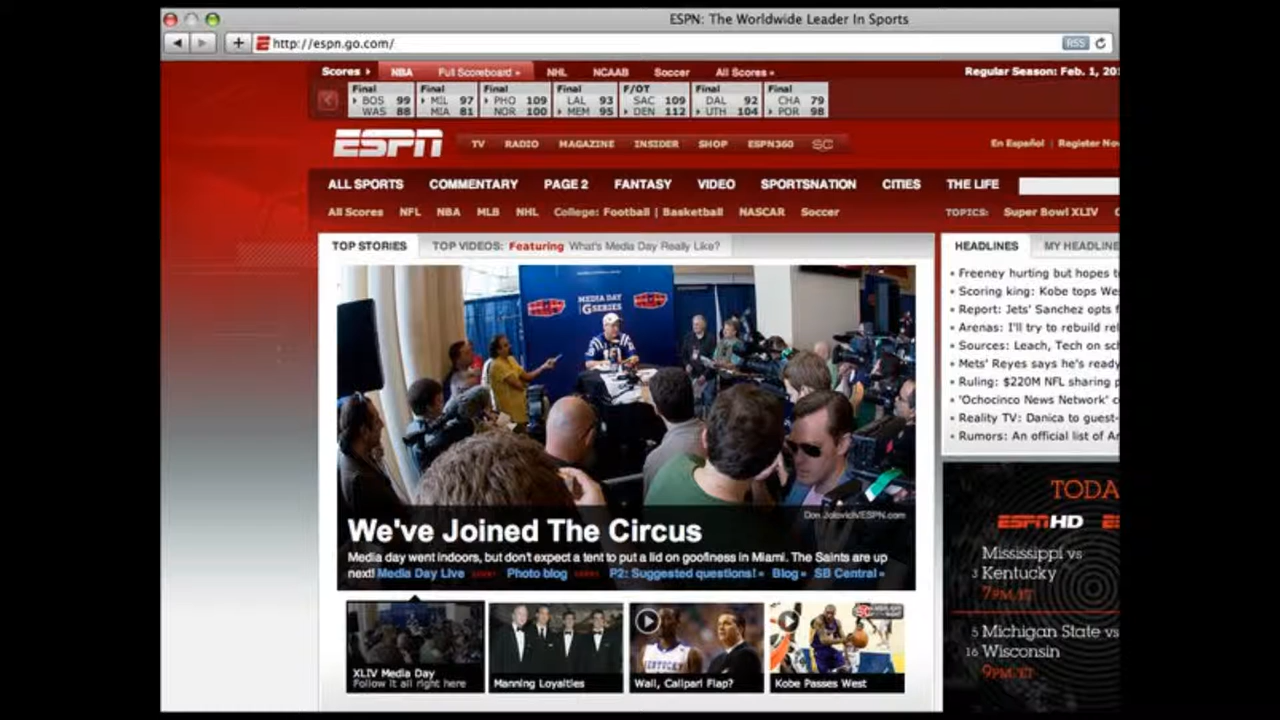 ESPN: The Worldwide Leader In Sports
http://espn.go.com/
RSS
Scores NBA Full Scoreboard » NHL NCAAB Soccer All Scores »
Regular Season: Feb. 1, 201
Final Final Final Final F/OT Final Final
BOS 99 MIL 97 PHO 109 LAL 93 SAC 109 DAL 92 CHA 79
WAS 88 MIA 81 NOR 100 MEM 95 DEN 112 UTH 104 POR 98
ESPN TV RADIO MAGAZINE INSIDER SHOP ESPN360 SC
En Español | Register Now
ALL SPORTS COMMENTARY PAGE 2 FANTASY VIDEO SPORTSNATION CITIES THE LIFE
All Scores NFL NBA MLB NHL College: Football | Basketball NASCAR Soccer
TOPICS: Super Bowl XLIV
TOP STORIES TOP VIDEOS: Featuring What's Media Day Really Like?
MEDIA DAY
SERIES
Don Jolovich/ESPN.com
We've Joined The Circus
Media day went indoors, but don't expect a tent to put a lid on goofiness in Miami. The Saints are up
next! Media Day Live Photo blog P2: Suggested questions! » Blog » SB Central »
KENTUCKY
XLIV Media Day
Follow it all right here
Manning Loyalties
Wall, Calipari Flap?
Kobe Passes West
HEADLINES MY HEADLINE
• Freeney hurting but hopes t
• Scoring king: Kobe tops We
• Report: Jets' Sanchez opts f
• Arenas: I'll try to rebuild rel
• Sources: Leach, Tech on sc
• Mets' Reyes says he's ready
• Ruling: $220M NFL sharing p
• 'Ochocinco News Network' c
• Reality TV: Danica to guest-
• Rumors: An official list of Ar
TODA
ESPNHD
Mississippi vs
3 Kentucky
7PM ET
5 Michigan State vs
16 Wisconsin
9PM ET